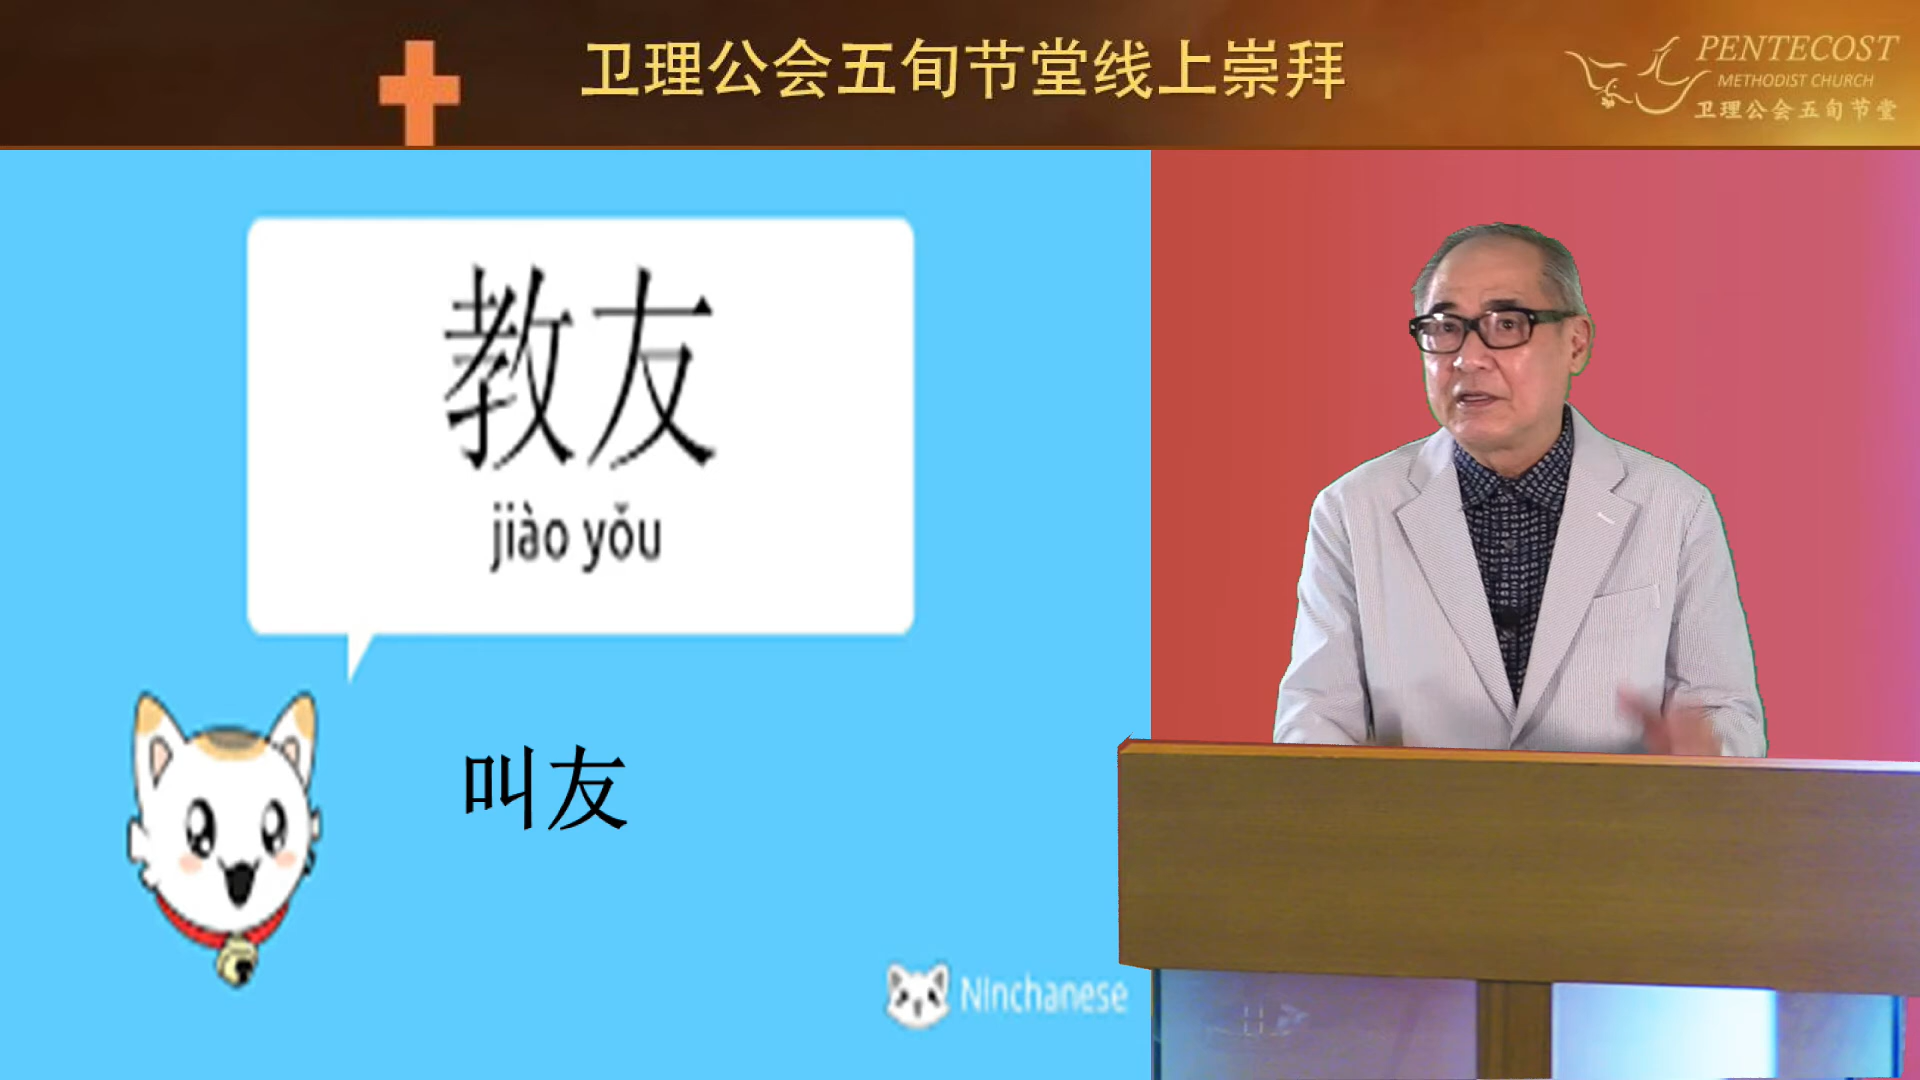 卫理公会五旬节堂线上崇拜
PENTECOST
METHODIST CHURCH
卫理公会五旬节堂
教友
jiào yǒu
叫友
Ninchanese